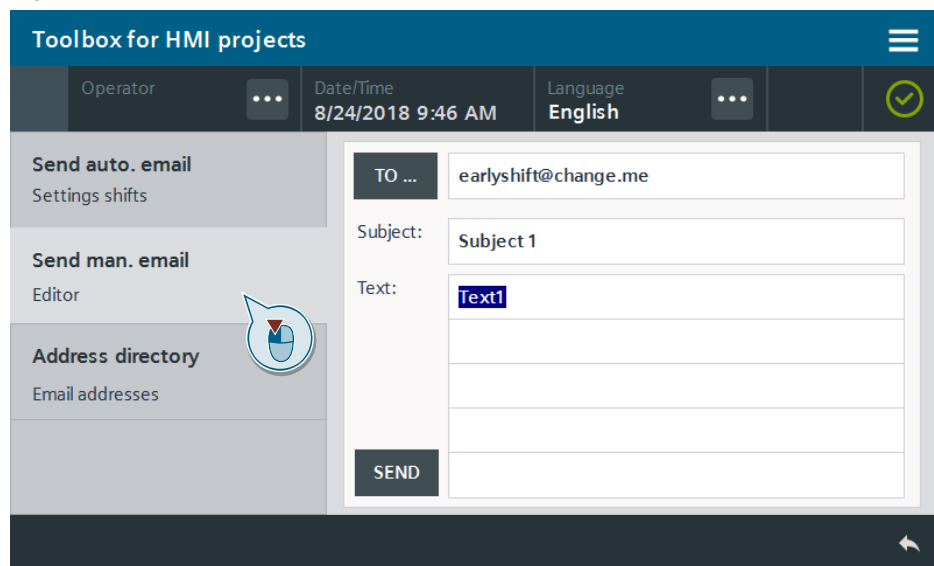 Toolbox for HMI projects
Operator
Date/Time
8/24/2018 9:46 AM
Language
English
Send auto. email
Settings shifts
Send man. email
Editor
Address directory
Email addresses
TO ...
earlyshift@change.me
Subject:
Subject 1
Text:
Text1
SEND